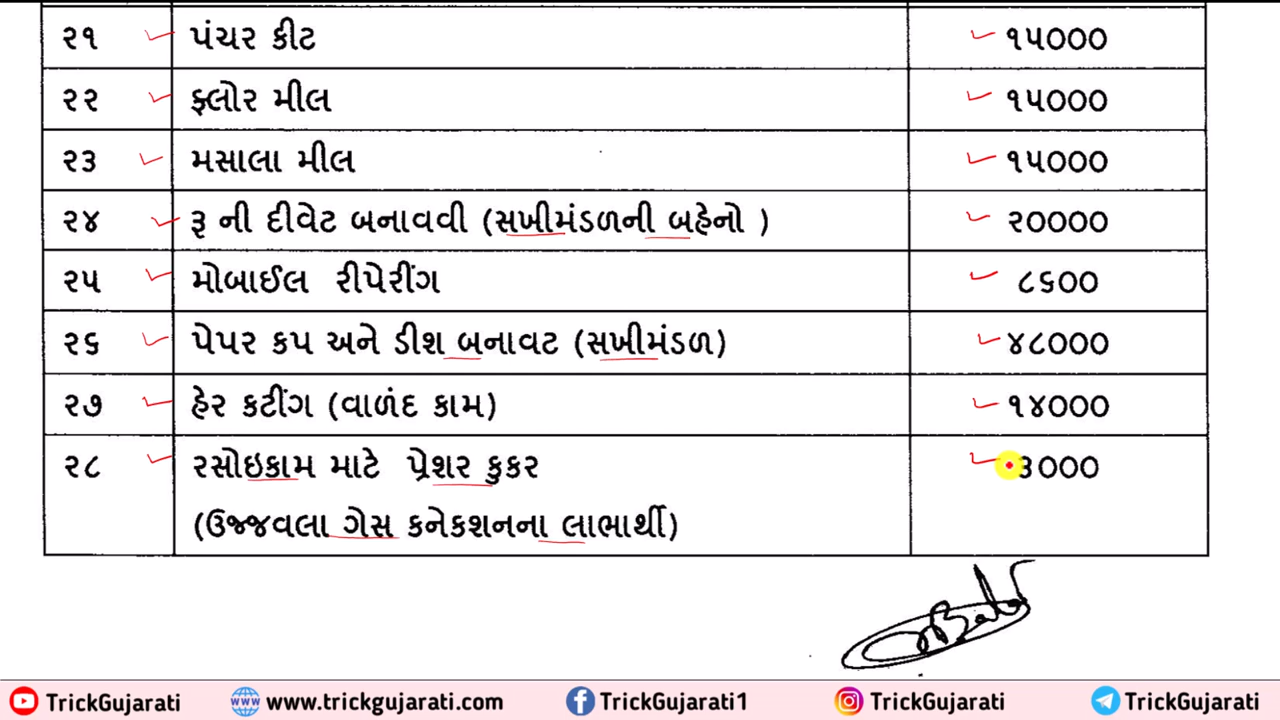 ૨૧ પંચર કીટ ૧૫૦૦૦
૨૨ ફ્લોર મીલ ૧૫૦૦૦
૨૩ મસાલા મીલ ૧૫૦૦૦
૨૪ રૂ ની દીવેટ બનાવવી (સખીમંડળની બહેનો ) ૨૦૦૦૦
૨૫ મોબાઈલ રીપેરીંગ ૮૬૦૦
૨૬ પેપર કપ અને ડીશ બનાવટ (સખીમંડળ) ૪૮૦૦૦
૨૭ હેર કટીંગ (વાળંદ કામ) ૧૪૦૦૦
૨૮ રસોઇકામ માટે પ્રેશર કુકર ૩૦૦૦
(ઉજ્જવલા ગેસ કનેકશનના લાભાર્થી)
TrickGujarati www.trickgujarati.com TrickGujarati1 TrickGujarati TrickGujarati